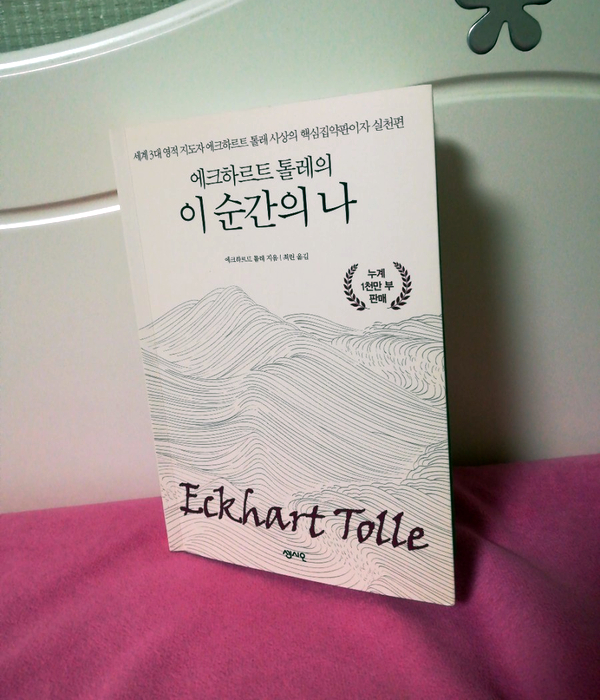 세계 3대 영적 지도자 에크하르트 톨레 사상의 핵심집약판이자 실천편
에크하르트 톨레의
이 순간의 나
에크하르트 톨레 지음 | 최린 옮김
누계
1천만 부
판매
Eckhart Tolle
센시오